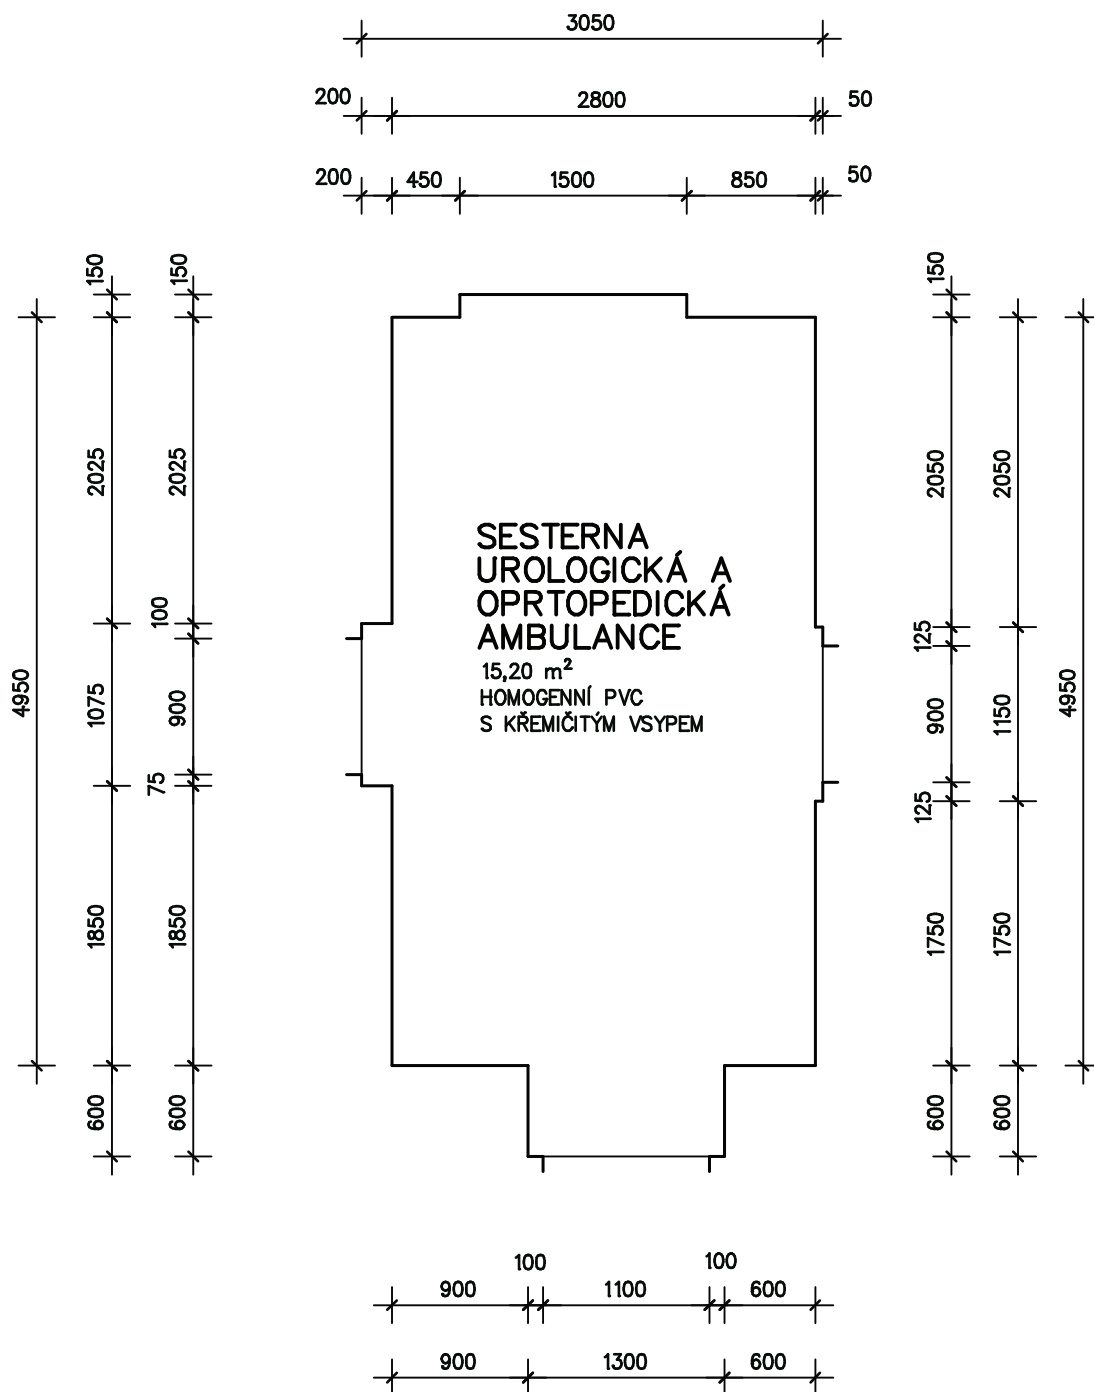 3050
200 2800 50
200 450 1500 850 50
150 150 150
2025 2025 2050 2050
SESTERNA
UROLOGICKÁ A
OPRTOPEDICKÁ
AMBULANCE
15,20 m²
HOMOGENNÍ PVC
S KŘEMIČITÝM VSYPEM
100 125
4950 1075 900 900 1150 4950
75 125
1850 1850 1750 1750
600 600 600 600
100 100
900 1100 600
900 1300 600